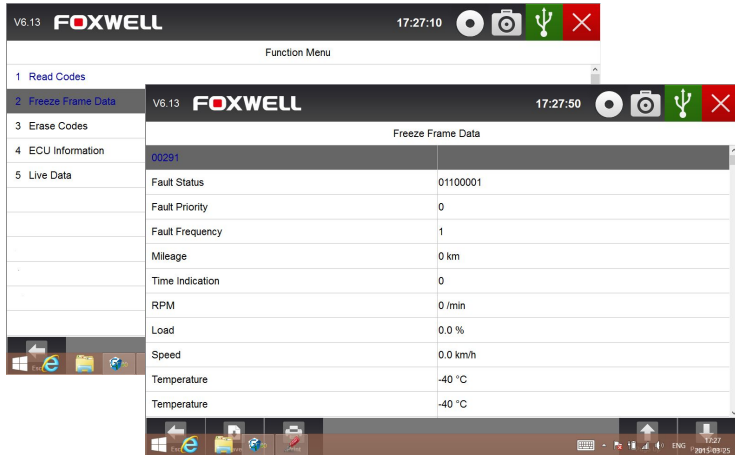 V6.13 FOXWELL 17:27:10
Function Menu
1 Read Codes
2 Freeze Frame Data
3 Erase Codes
4 ECU Information
5 Live Data
V6.13 FOXWELL 17:27:50
Freeze Frame Data
00291
Fault Status 01100001
Fault Priority 0
Fault Frequency 1
Mileage 0 km
Time Indication 0
RPM 0 /min
Load 0.0 %
Speed 0.0 km/h
Temperature -40 °C
Temperature -40 °C
ENG 17:27
2015-03-25